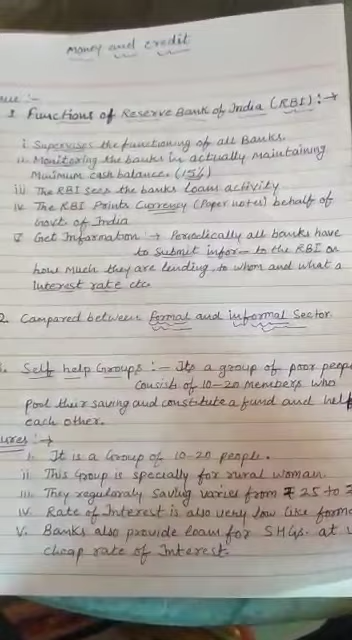 Money and credit
ue :-
1 Functions of Reserve Bank of India (RBI) :→
i Supervises the functioning of all Banks.
ii. Monitoring the banks in actually maintaining
Minimum cash balance. (15%)
iii The RBI sees the banks loam activity
iv The RBI Prints Currency (Paper notes) behalf of
Govt. of India
v Get Infarmation :→ Periodically all banks have
to submit infor— to the RBI on
how Much they are lending, to whom and what a
interest rate etc.
2. Compared between formal and informal Sector
. Self help Groups :- Its a group of poor peop
Consists of 10-20 Members who
Pool their saving and constitute a fund and help
each other.
ures :→
i. It is a Group of 10-20 people.
ii. This Group is specially for rural woman.
iii. They regularaly Saving varies from ₹ 25 to
iv. Rate of Interest is also very low like forma
v. Banks also provide loam for SHGs. at
cheap rate of Interest.